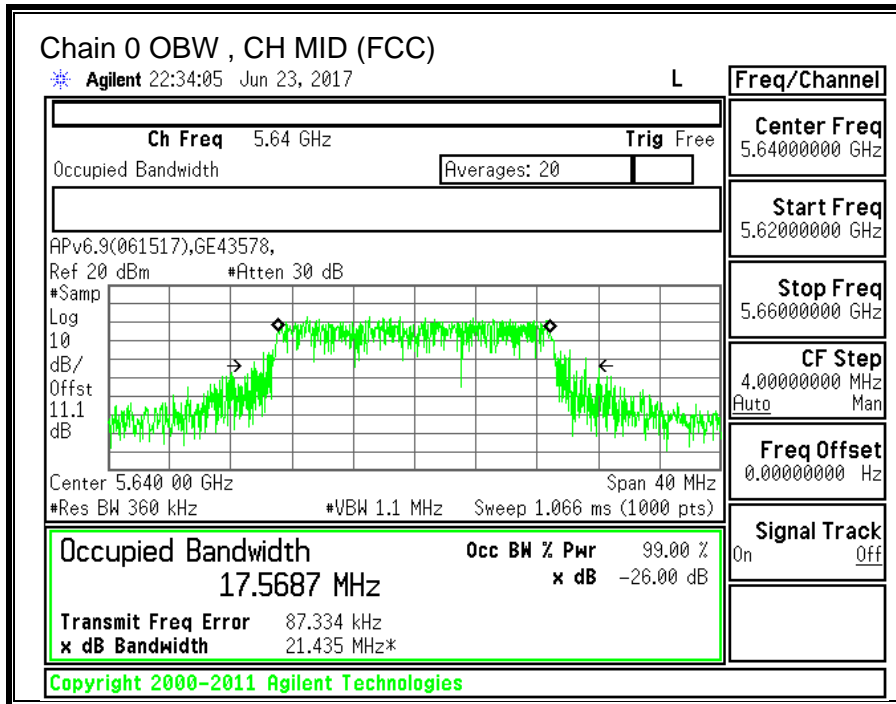 Chain 0 OBW , CH MID (FCC)
Agilent 22:34:05 Jun 23, 2017 L
Freq/Channel
Ch Freq 5.64 GHz Trig Free
Occupied Bandwidth Averages: 20
Center Freq
5.64000000 GHz
Start Freq
5.62000000 GHz
Stop Freq
5.66000000 GHz
CF Step
4.00000000 MHz
Auto Man
Freq Offset
0.00000000 Hz
Signal Track
On Off
APv6.9(061517),GE43578,
Ref 20 dBm #Atten 30 dB
#Samp
Log
10
dB/
Offst
11.1
dB
Center 5.640 00 GHz Span 40 MHz
#Res BW 360 kHz #VBW 1.1 MHz Sweep 1.066 ms (1000 pts)
Occupied Bandwidth Occ BW % Pwr 99.00 %
17.5687 MHz x dB -26.00 dB
Transmit Freq Error 87.334 kHz
x dB Bandwidth 21.435 MHz*
Copyright 2000-2011 Agilent Technologies